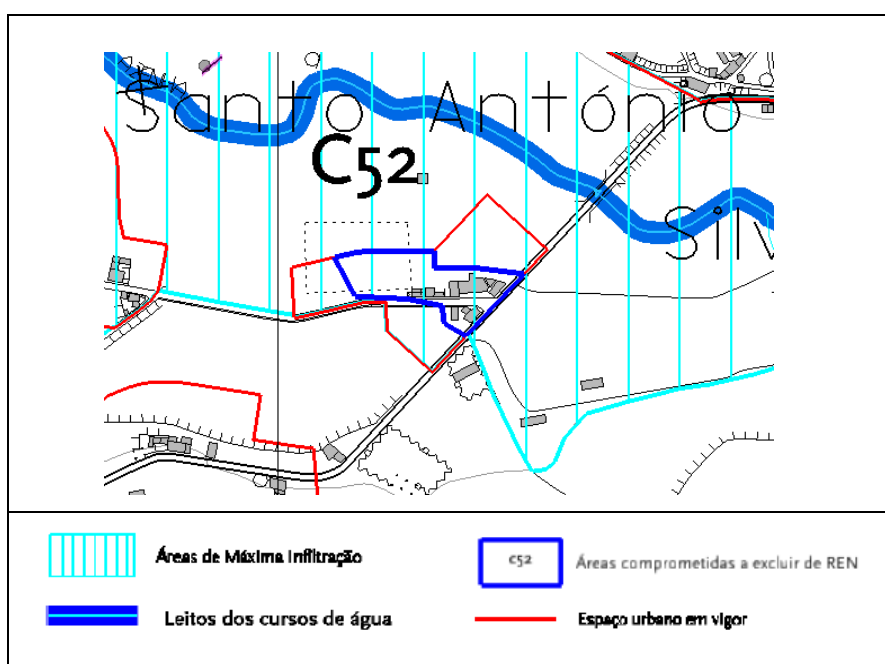 Santo António
C52
Silv
Áreas de Máxima Infiltração
c52
Áreas comprometidas a excluir de REN
Leitos dos cursos de água
Espaço urbano em vigor